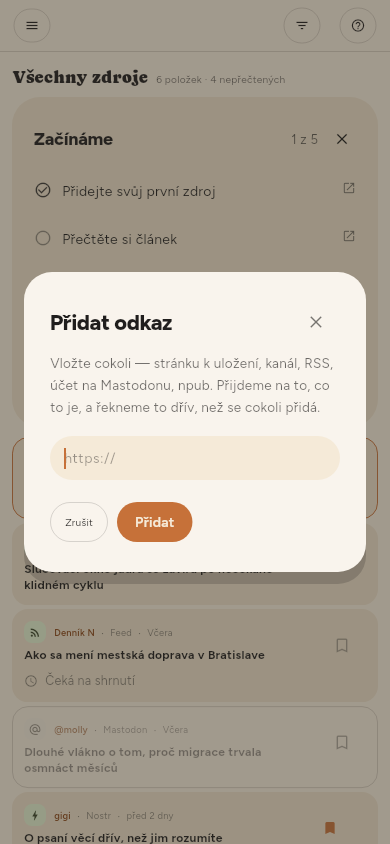 Všechny zdroje 6 položek · 4 nepřečtených
Začínáme 1 z 5
Přidejte svůj první zdroj
Přečtěte si článek
Přidat odkaz
Vložte cokoli — stránku k uložení, kanál, RSS,
účet na Mastodonu, npub. Přijdeme na to, co
to je, a řekneme to dřív, než se cokoli přidá.
https://
Zrušit Přidat
klidném cyklu
Denník N · Feed · Včera
Ako sa mení mestská doprava v Bratislave
Čeká na shrnutí
@molly · Mastodon · Včera
Dlouhé vlákno o tom, proč migrace trvala
osmnáct měsíců
gigi · Nostr · před 2 dny
O psaní věcí dřív, než jim rozumíte